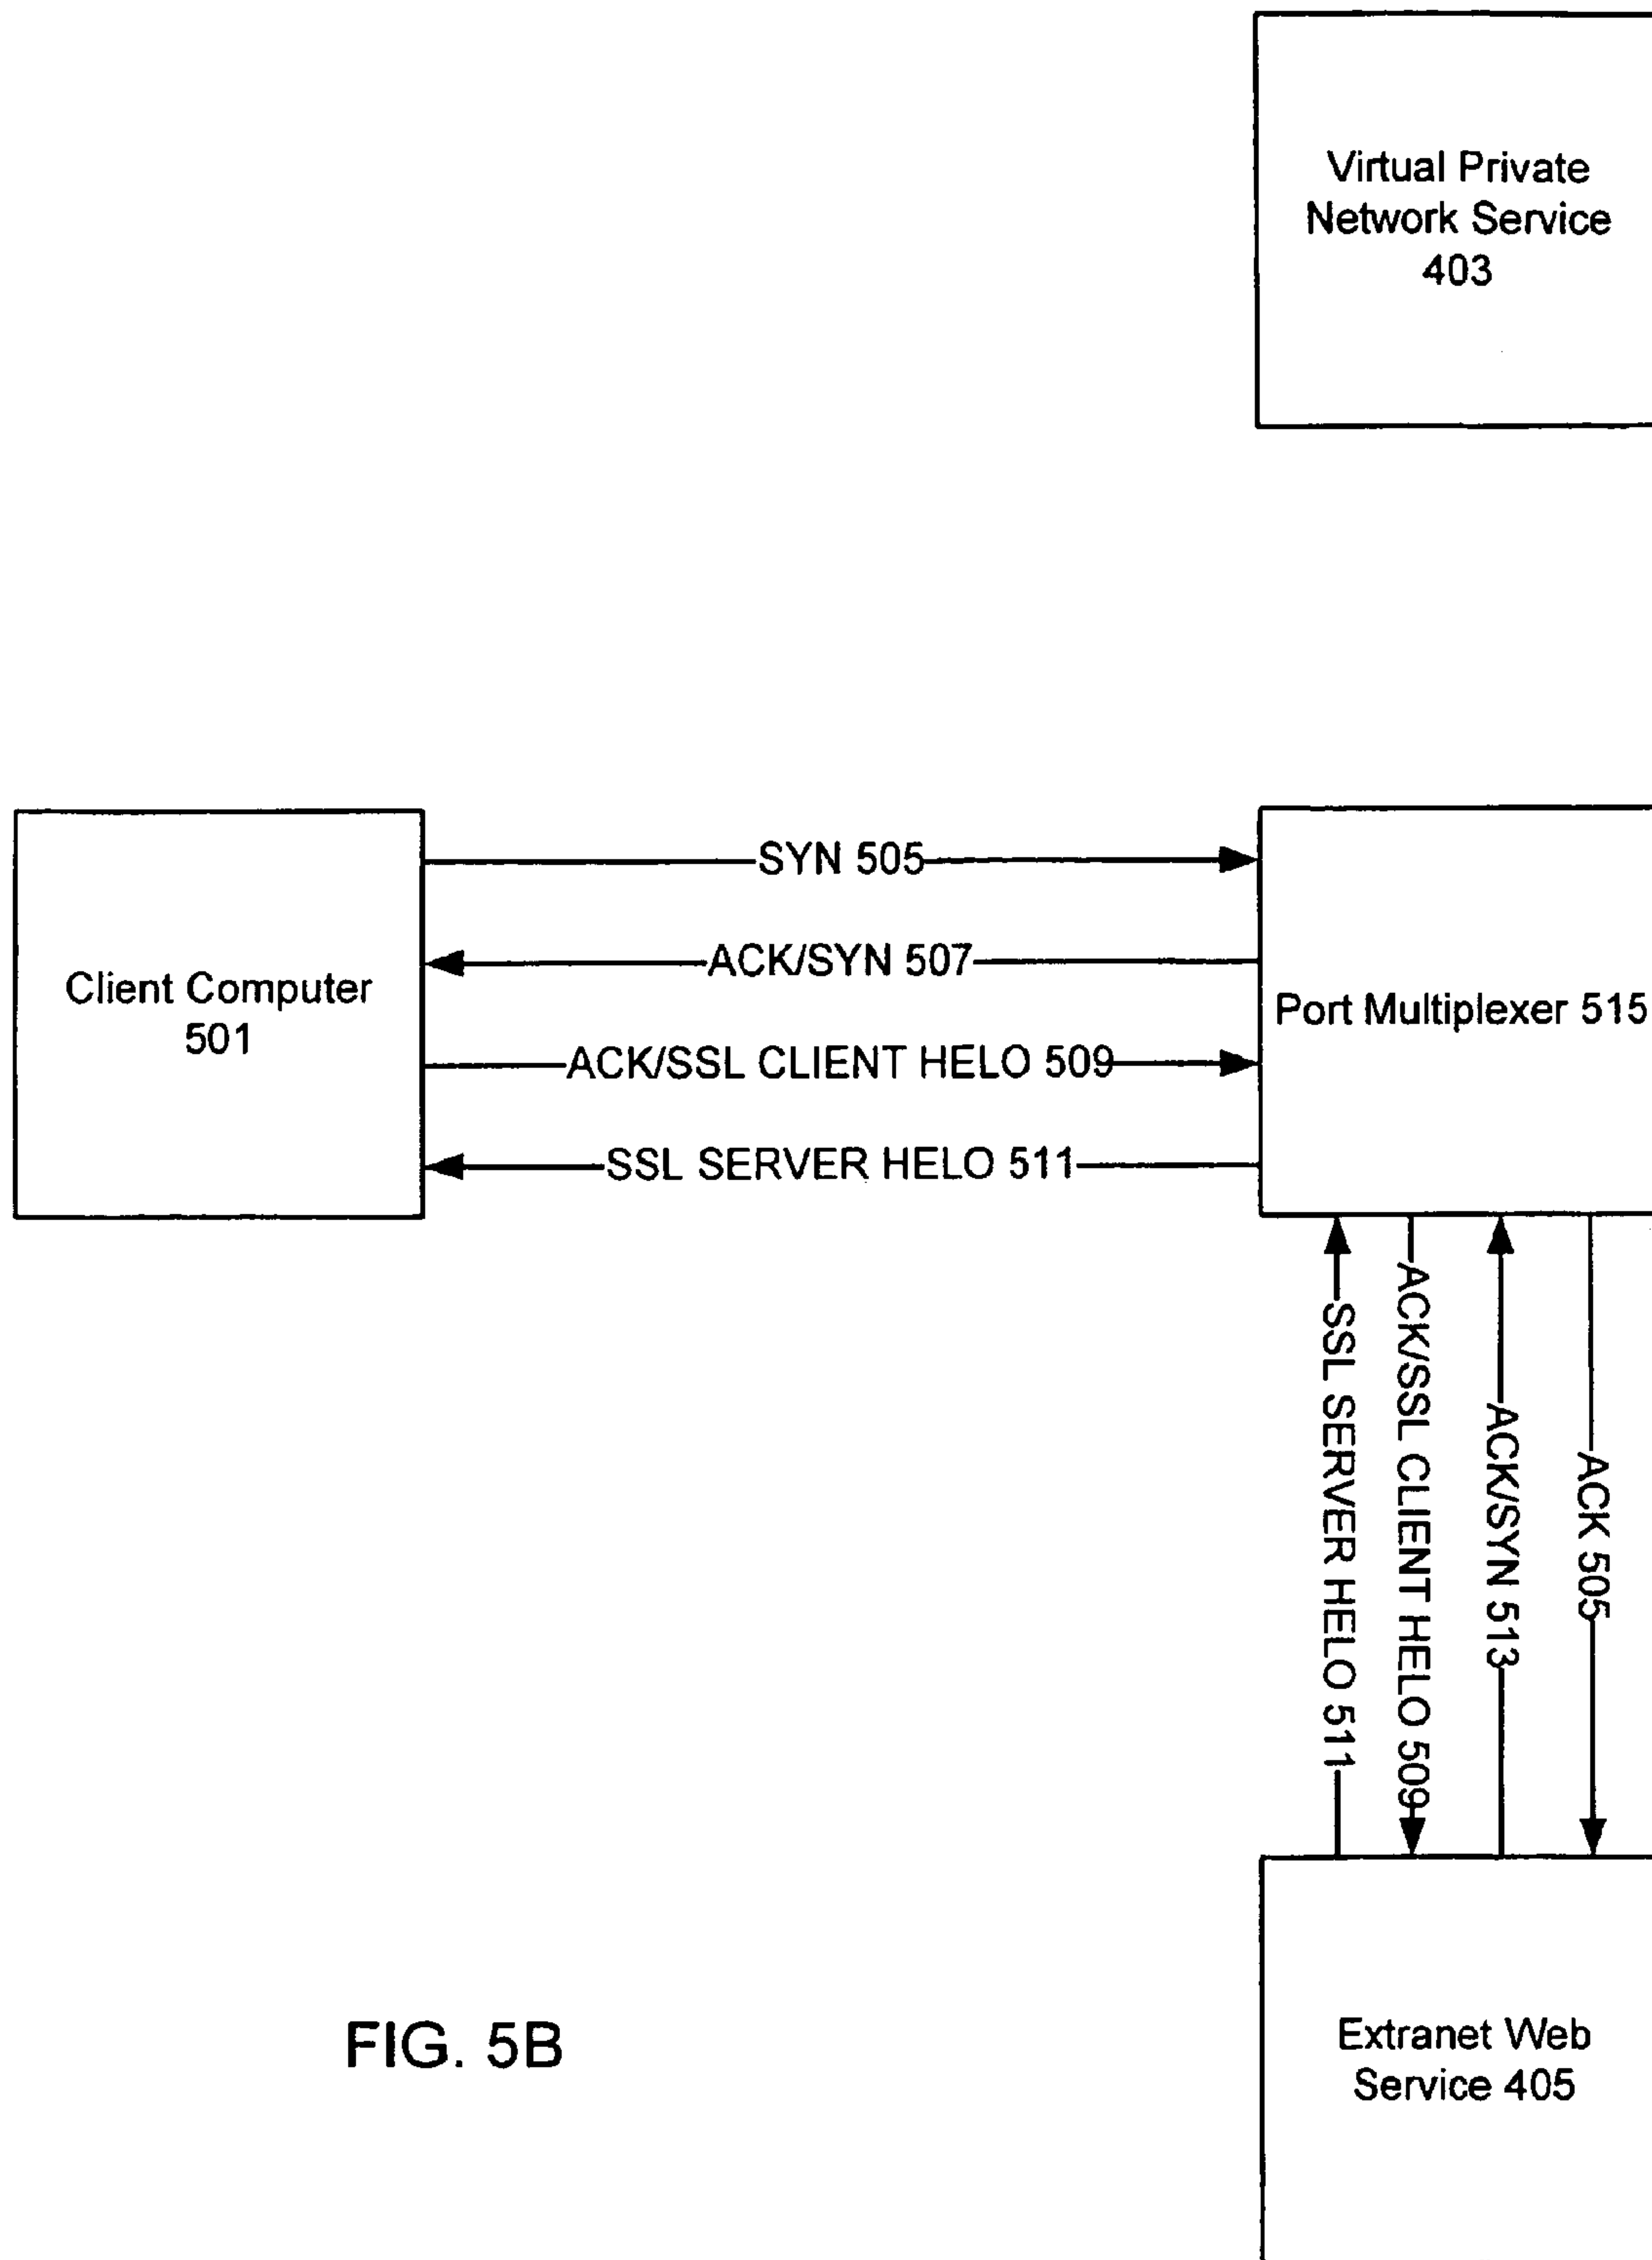 Virtual Private
Network Service
403
SYN 505
ACK/SYN 507
Client Computer
501
Port Multiplexer 515
ACK/SSL CLIENT HELO 509
SSL SERVER HELO 511
SSL SERVER HELO 511
ACK/SSL CLIENT HELO 509
ACK/SYN 513
ACK 505
FIG. 5B
Extranet Web
Service 405